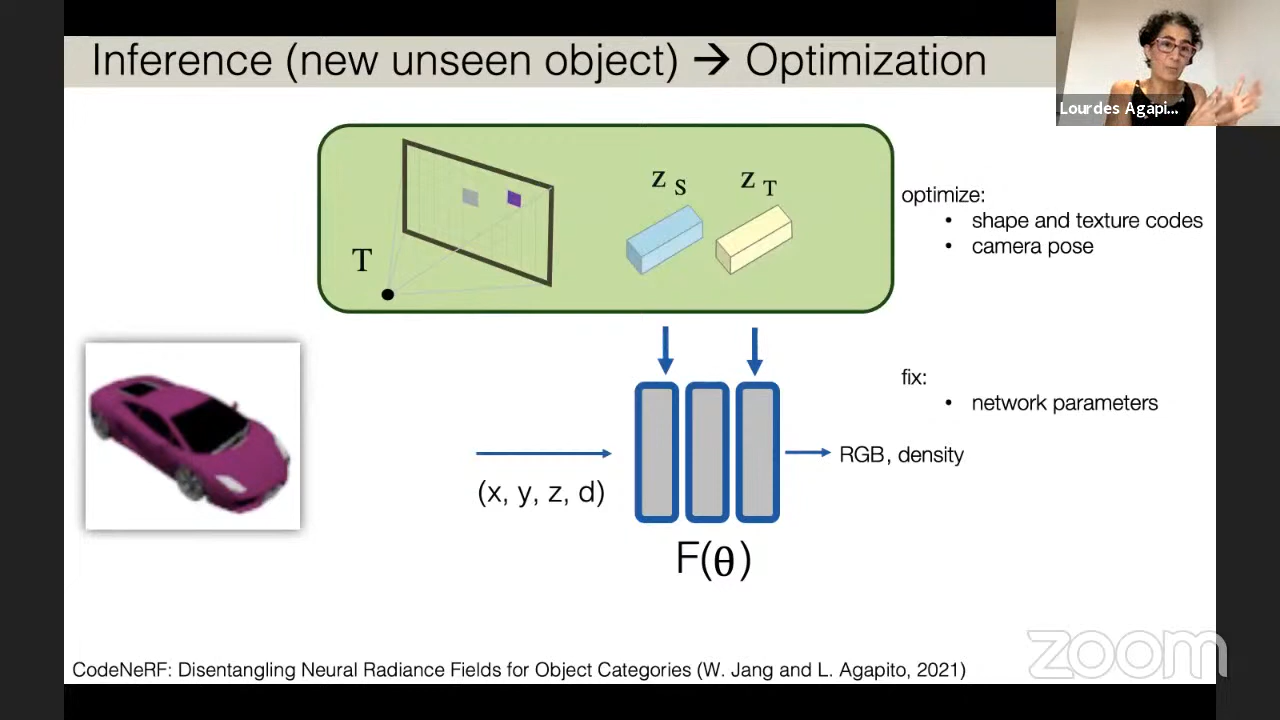 Inference (new unseen object) → Optimization
Lourdes Agapi...
z S
z T
T
optimize:
• shape and texture codes
• camera pose
fix:
• network parameters
(x, y, z, d)
RGB, density
F(θ)
CodeNeRF: Disentangling Neural Radiance Fields for Object Categories (W. Jang and L. Agapito, 2021)
zoom